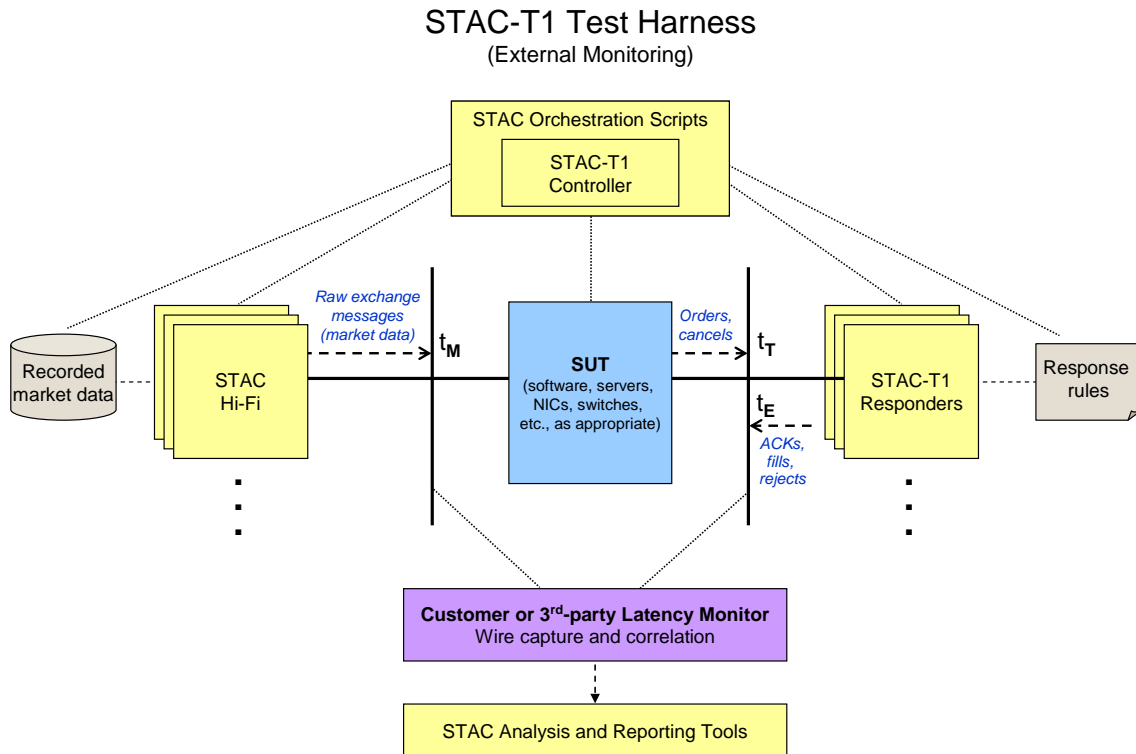 STAC-T1 Test Harness
(External Monitoring)
STAC Orchestration Scripts
STAC-T1
Controller
Raw exchange
messages
(market data)
tM
Orders,
cancels
tT
SUT
(software, servers,
NICs, switches,
etc., as appropriate)
Recorded
market data
STAC
Hi-Fi
STAC-T1
Responders
Response
rules
tE
ACKs,
fills,
rejects
Customer or 3rd-party Latency Monitor
Wire capture and correlation
STAC Analysis and Reporting Tools